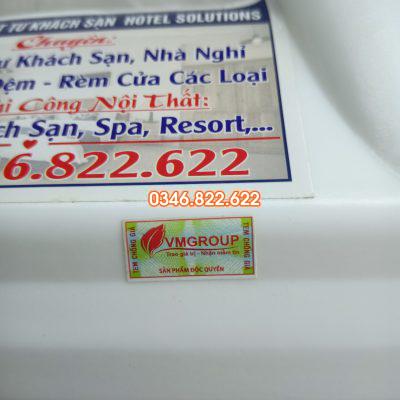 TƯ KHÁCH SẠN HOTEL SOLUTIONS
Chuyên:
Khách Sạn, Nhà Nghỉ
Đệm - Rèm Cửa Các Loại
Công Nội Thất:
Sạn, Spa, Resort,...
6.822.622
0346.822.622
TEM CHỐNG GIẢ
VMGROUP
Trao giá trị - Nhận niềm tin
SẢN PHẨM ĐỘC QUYỀN
TEM CHỐNG GIẢ